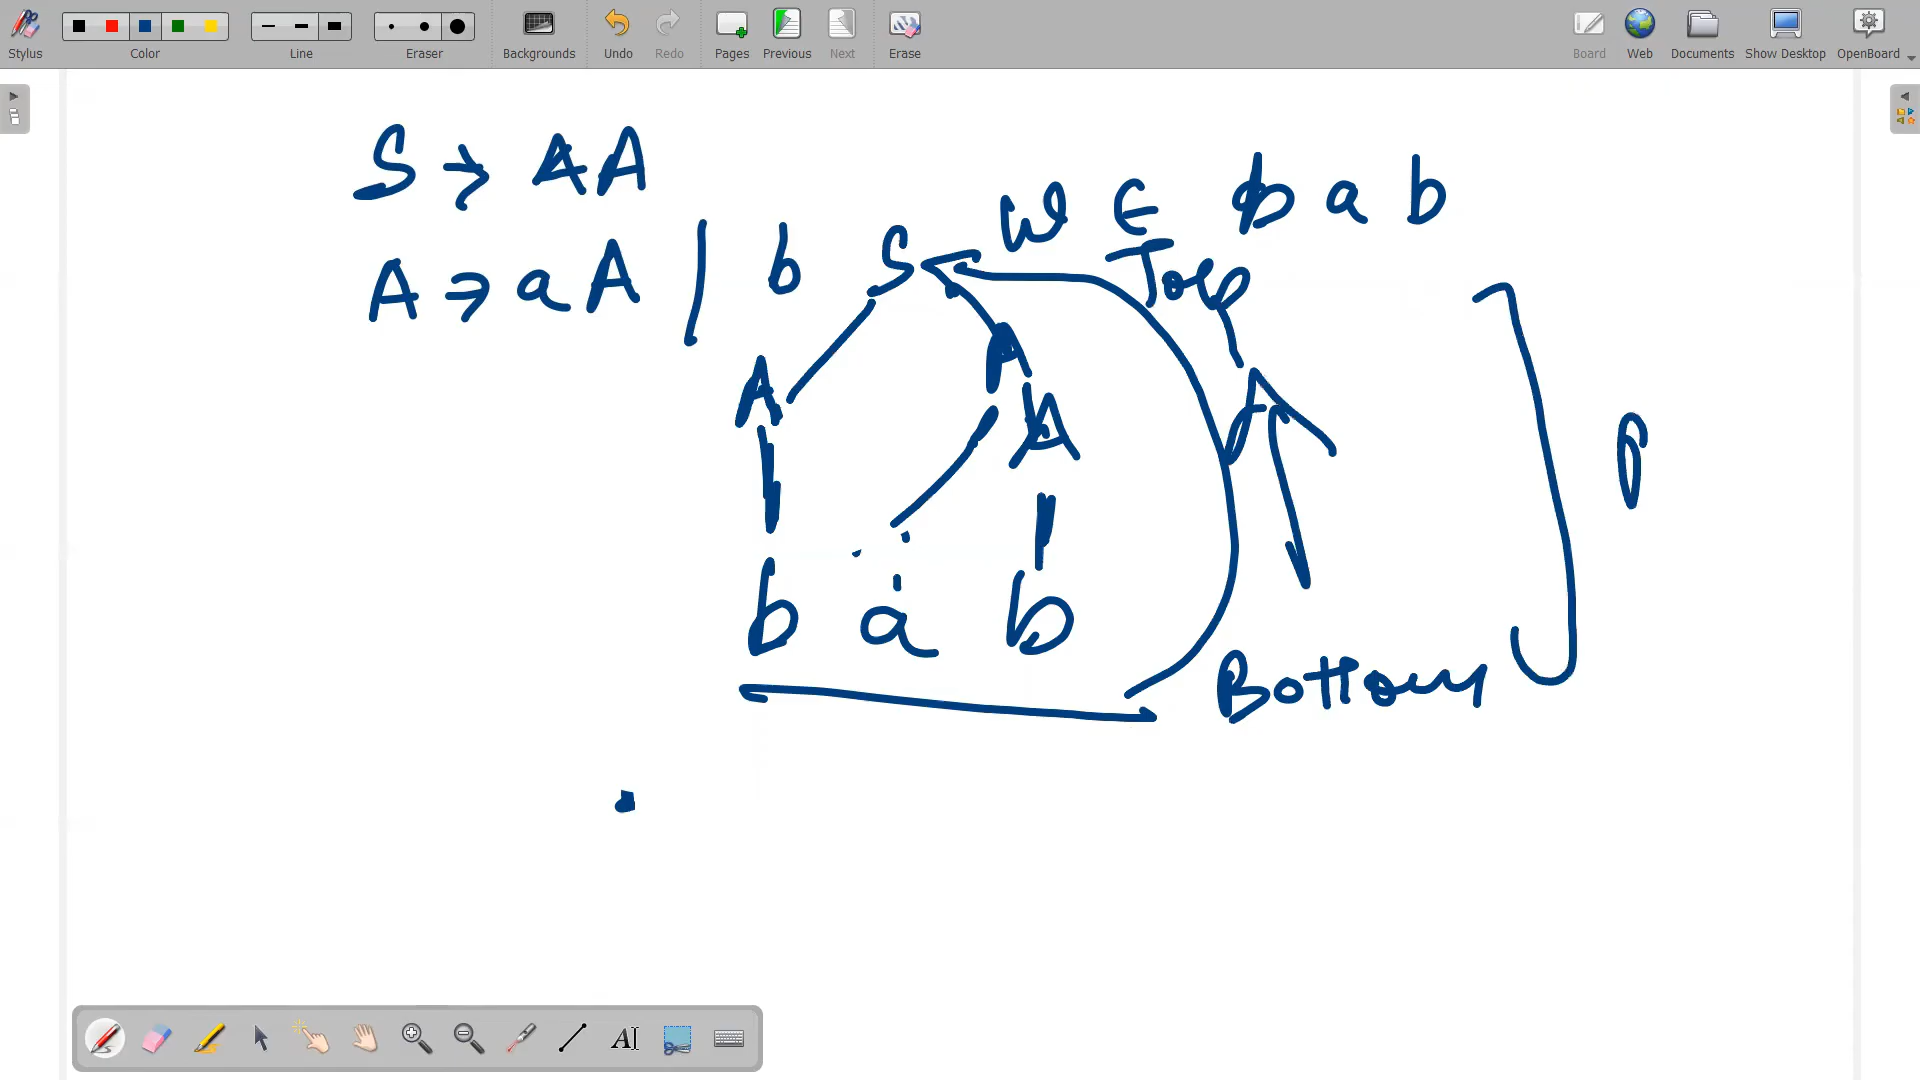 Stylus
Color
Line
Eraser
Backgrounds
Undo
Redo
Pages
Previous
Next
Erase
Board
Web
Documents
Show Desktop
OpenBoard
S → AA
W ∈ b a b
A → aA | b
S
Top
A
A
A
b a b
Bottom
AI